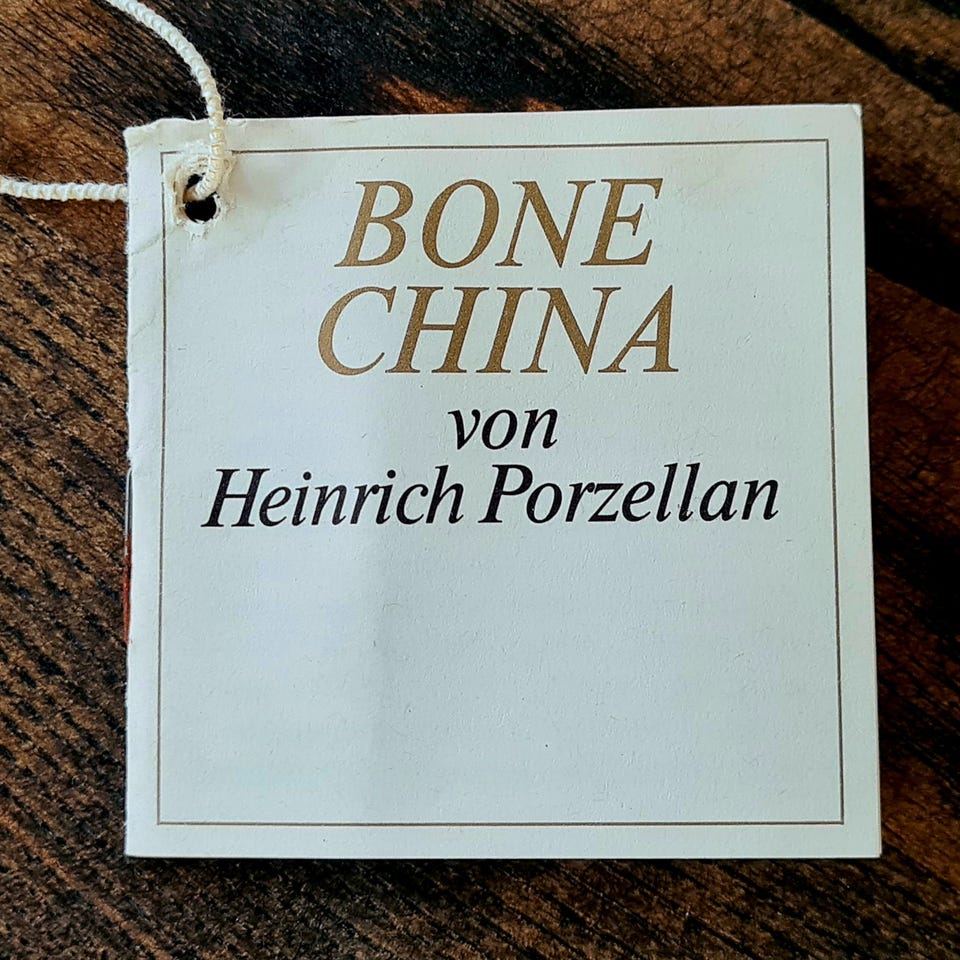 BONE
CHINA
von
Heinrich Porzellan